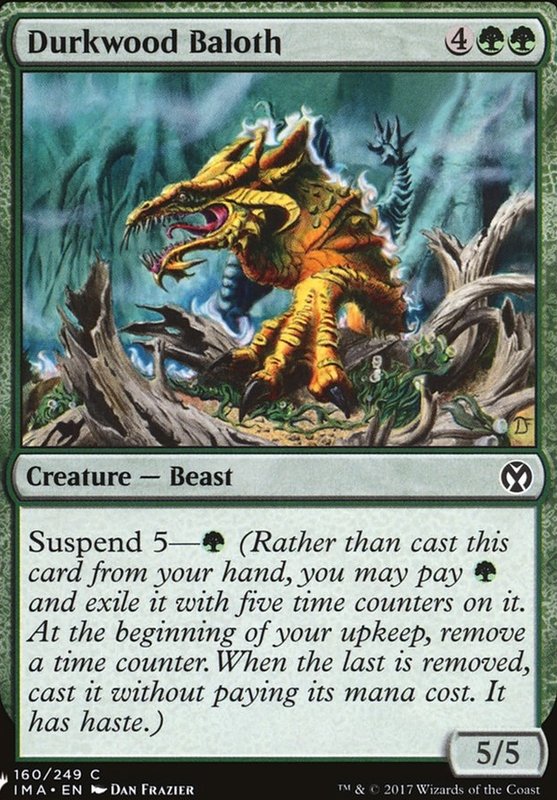 Durkwood Baloth 4
DF
Creature — Beast
Suspend 5— (Rather than cast this
card from your hand, you may pay
and exile it with five time counters on it.
At the beginning of your upkeep, remove
a time counter. When the last is removed,
cast it without paying its mana cost. It
has haste.)
5/5
160/249 C
IMA • EN Dan Frazier
™ & © 2017 Wizards of the Coast